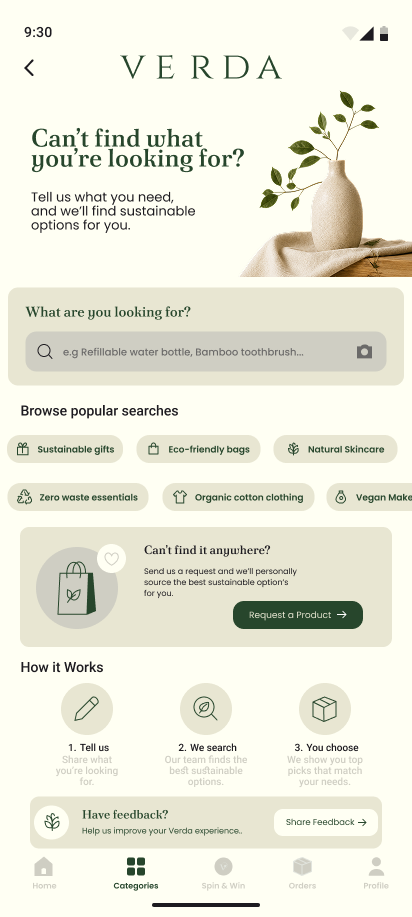 9:30
VERDA
Can't find what
you're looking for?
Tell us what you need,
and we'll find sustainable
options for you.
What are you looking for?
e.g Refillable water bottle, Bamboo toothbrush...
Browse popular searches
Sustainable gifts
Eco-friendly bags
Natural Skincare
Zero waste essentials
Organic cotton clothing
Vegan Make
Can't find it anywhere?
Send us a request and we'll personally
source the best sustainable option's
for you.
Request a Product →
How it Works
1. Tell us
Share what
you're looking
for.
2. We search
Our team finds the
best sustainable
options.
3. You choose
We show you top
picks that match
your needs.
Have feedback?
Help us improve your Verda experience..
Share Feedback →
Home
Categories
Spin & Win
Orders
Profile